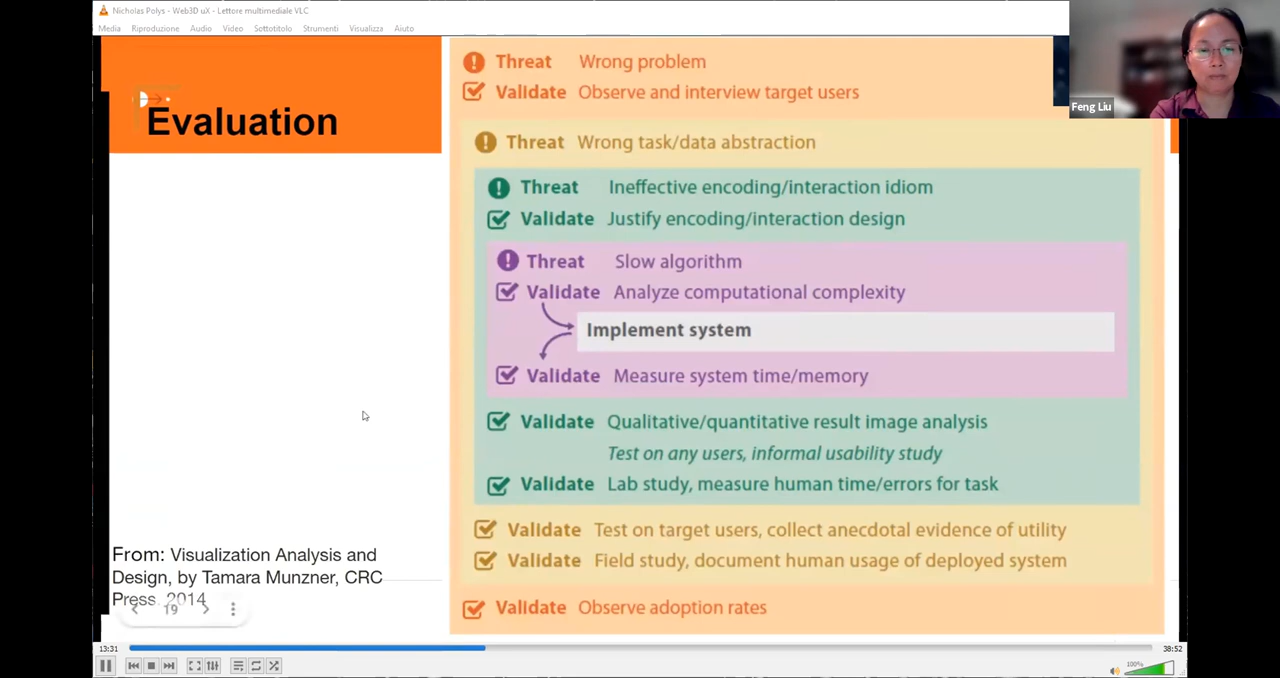 Nicholas Polys - Web3D uX - Lettore multimediale VLC
Media Riproduzione Audio Video Sottotitolo Strumenti Visualizza Aiuto
Evaluation
Threat Wrong problem
Validate Observe and interview target users
Threat Wrong task/data abstraction
Threat Ineffective encoding/interaction idiom
Validate Justify encoding/interaction design
Threat Slow algorithm
Validate Analyze computational complexity
Implement system
Validate Measure system time/memory
Validate Qualitative/quantitative result image analysis
Test on any users, informal usability study
Validate Lab study, measure human time/errors for task
Validate Test on target users, collect anecdotal evidence of utility
Validate Field study, document human usage of deployed system
Validate Observe adoption rates
From: Visualization Analysis and
Design, by Tamara Munzner, CRC
Press, 2014
19
Feng Liu
13:31
38:52
100%